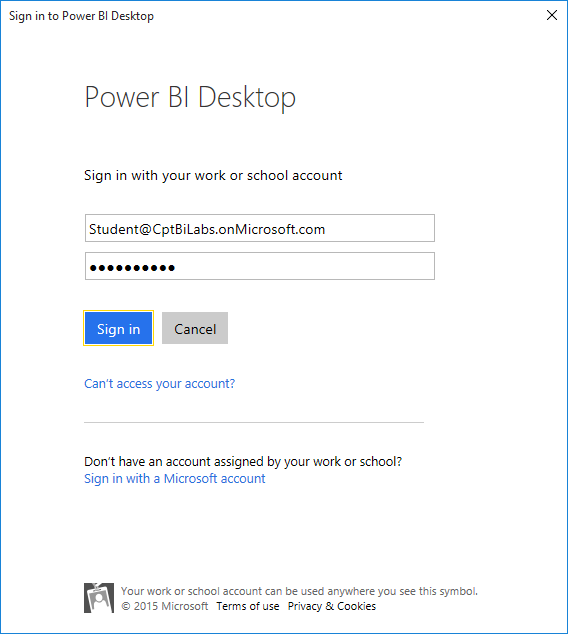 Sign in to Power BI Desktop
Power BI Desktop
Sign in with your work or school account
Student@CptBiLabs.onMicrosoft.com
●●●●●●●●●●
Sign in Cancel
Can't access your account?
Don't have an account assigned by your work or school?
Sign in with a Microsoft account
Your work or school account can be used anywhere you see this symbol.
© 2015 Microsoft Terms of use Privacy & Cookies